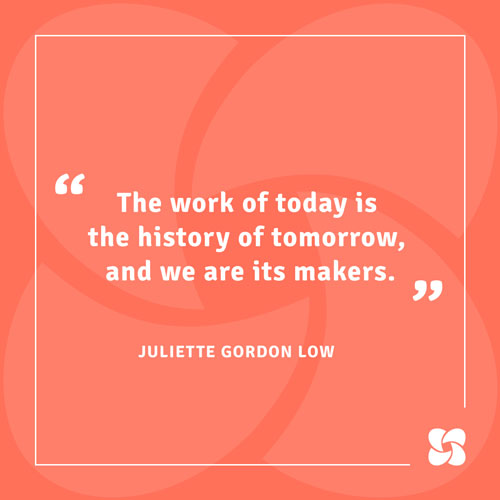 “ The work of today is
the history of tomorrow,
and we are its makers. ”
JULIETTE GORDON LOW